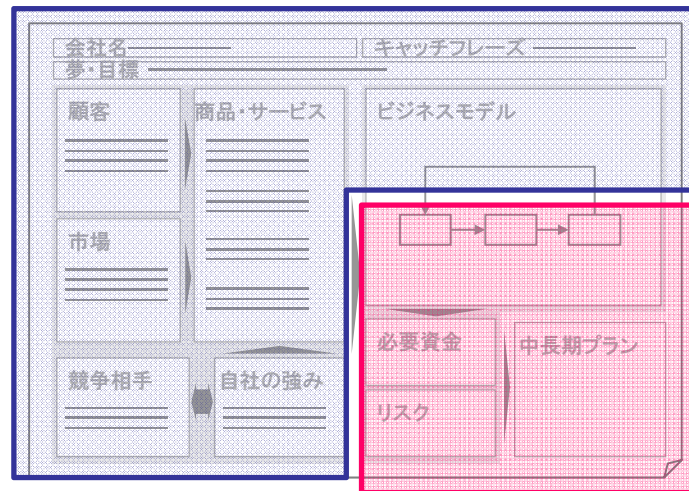 会社名
キャッチフレーズ
夢・目標
顧客
商品・サービス
ビジネスモデル
市場
必要資金
中長期プラン
競争相手
自社の強み
リスク